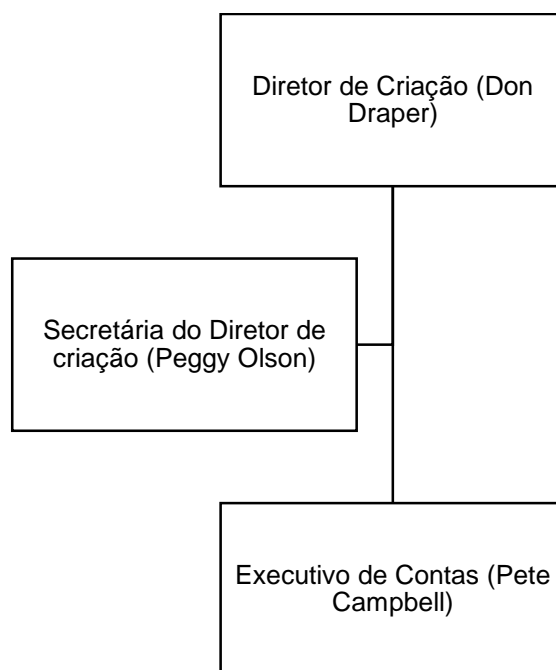 Diretor de Criação (Don
Draper)
Secretária do Diretor de
criação (Peggy Olson)
Executivo de Contas (Pete
Campbell)